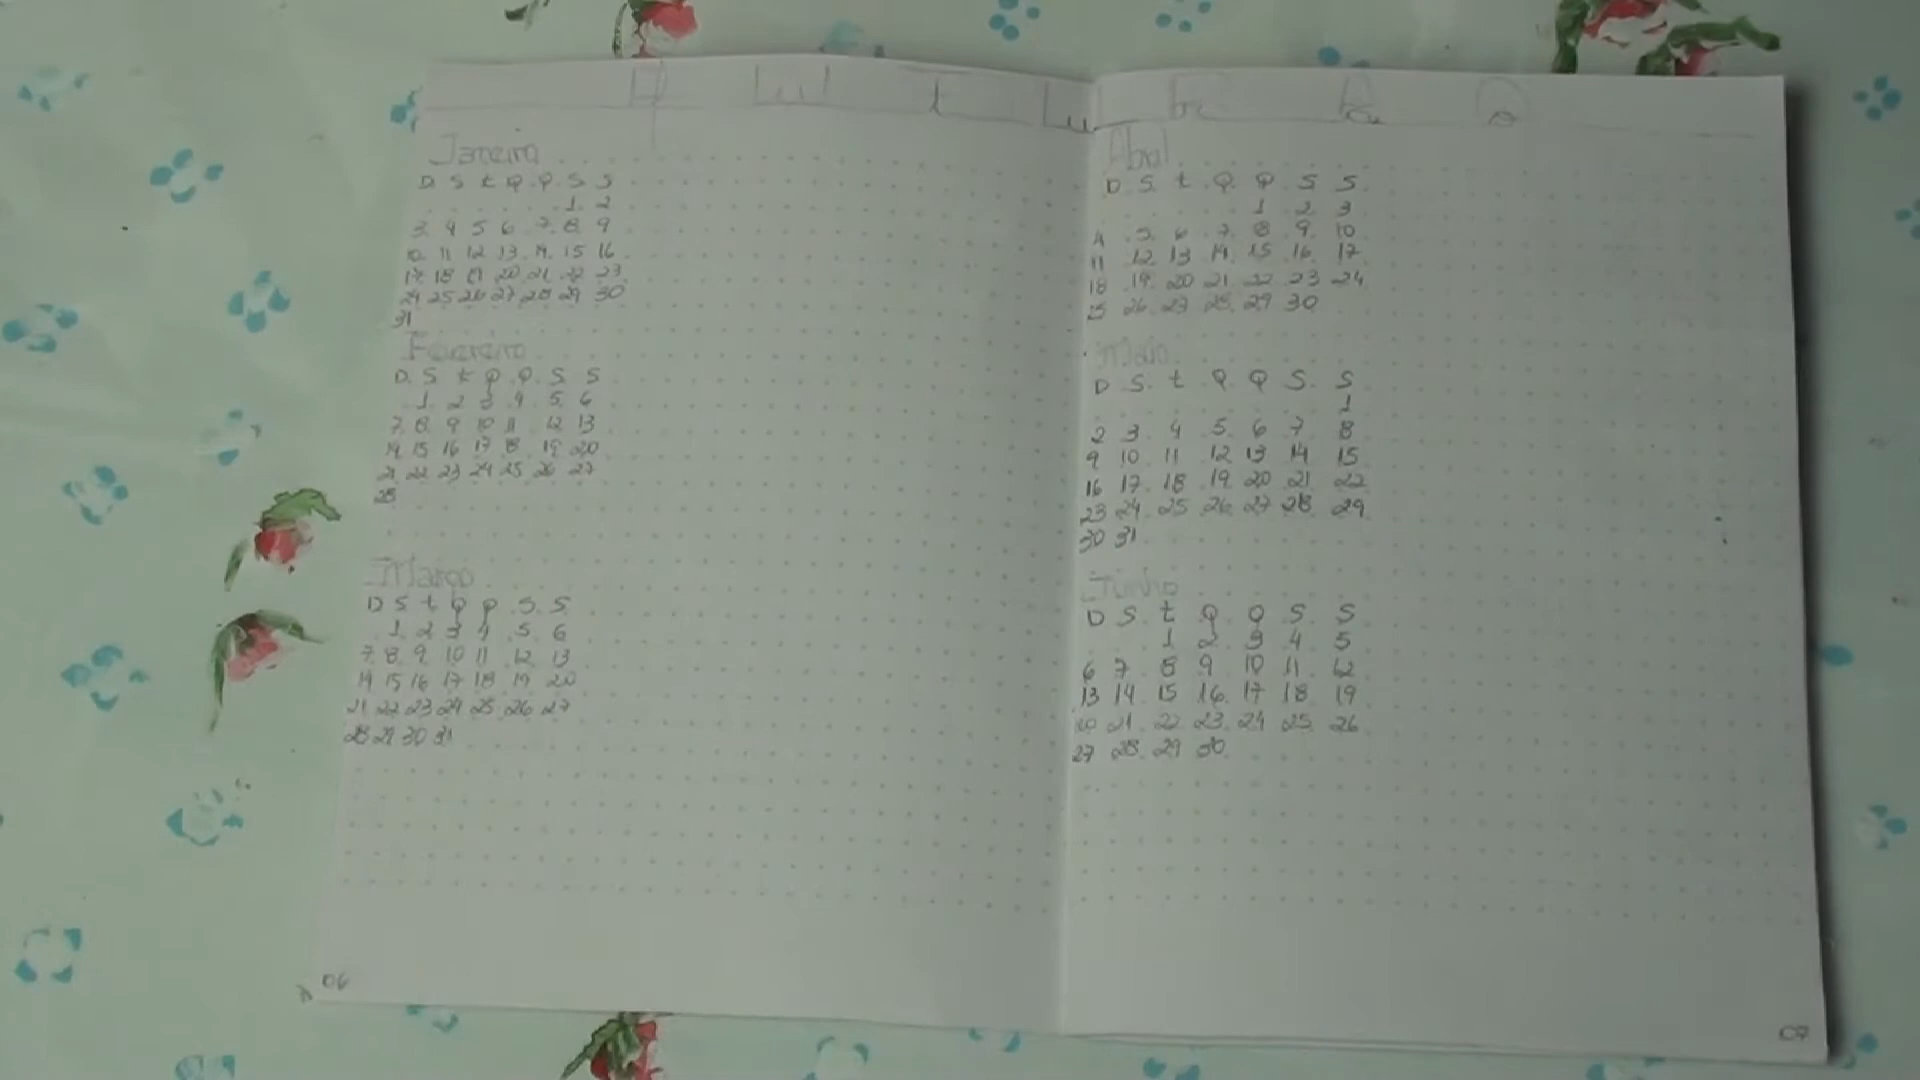 Janeiro
D S t Q Q S S
1 2
3 4 5 6 7 8 9
10 11 12 13 14 15 16
17 18 19 20 21 22 23
24 25 26 27 28 29 30
31
Fevereiro
D S t Q Q S S
1 2 3 4 5 6
7 8 9 10 11 12 13
14 15 16 17 18 19 20
21 22 23 24 25 26 27
28
Março
D S t Q Q S S
1 2 3 4 5 6
7 8 9 10 11 12 13
14 15 16 17 18 19 20
21 22 23 24 25 26 27
28 29 30 31
06
Abril
D S t Q Q S S
1 2 3
4 5 6 7 8 9 10
11 12 13 14 15 16 17
18 19 20 21 22 23 24
25 26 27 28 29 30
Maio
D S t Q Q S S
1
2 3 4 5 6 7 8
9 10 11 12 13 14 15
16 17 18 19 20 21 22
23 24 25 26 27 28 29
30 31
Junho
D S t Q Q S S
1 2 3 4 5
6 7 8 9 10 11 12
13 14 15 16 17 18 19
20 21 22 23 24 25 26
27 28 29 30
07